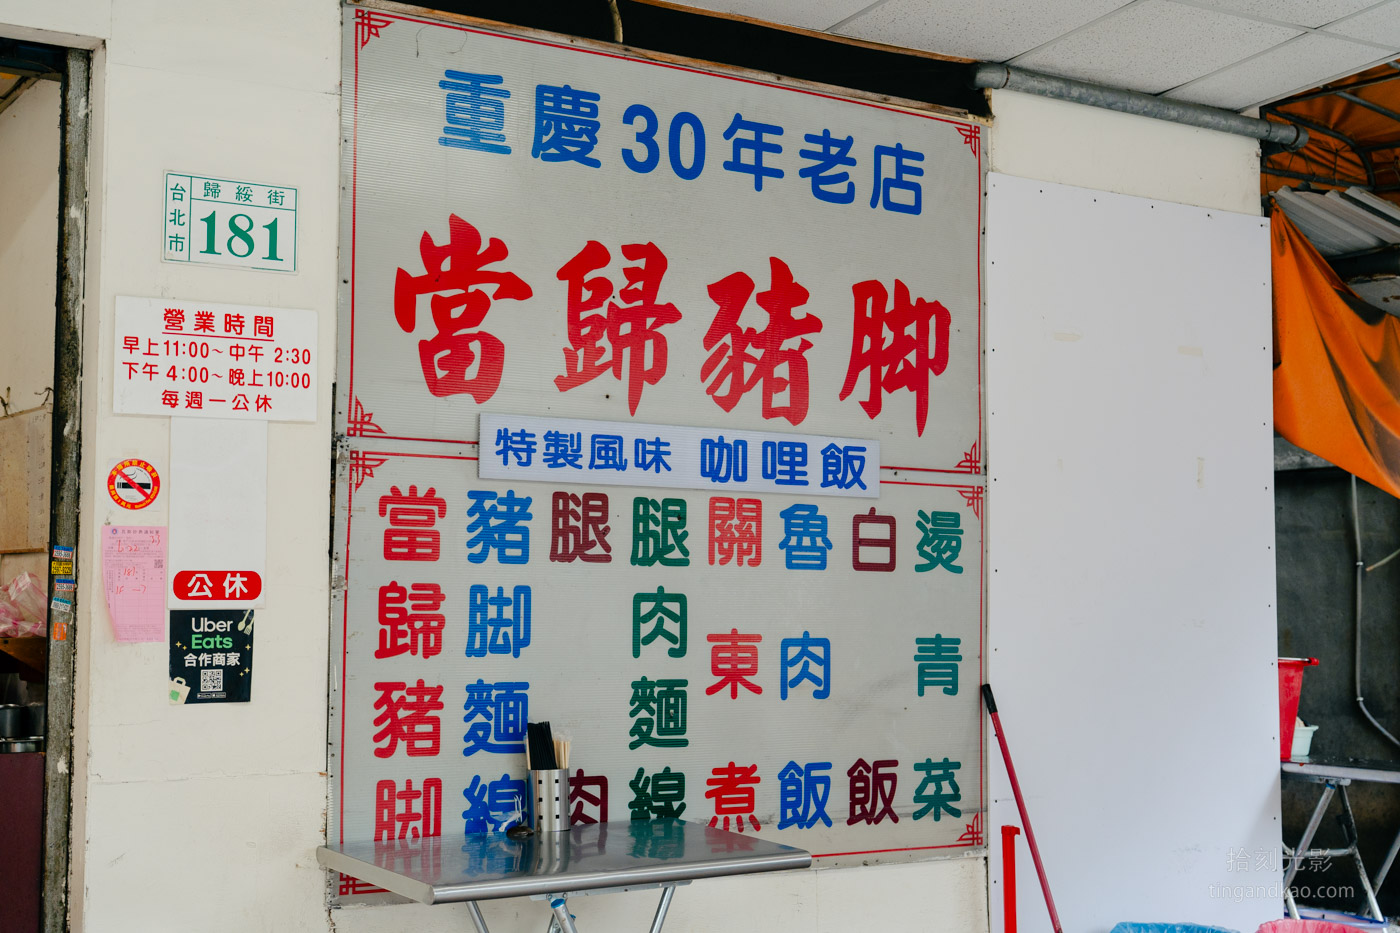 重慶30年老店
當歸豬脚
特製風味 咖哩飯
當歸豬脚
豬脚麵線
腿肉
腿肉麵線
關東煮
魯肉飯
白飯
燙青菜
台北市
歸綏街
181
營業時間
早上11:00～中午 2:30
下午 4:00～晚上10:00
每週一公休
公休
Uber
Eats
合作商家
拾刻光影
tingandkao.com